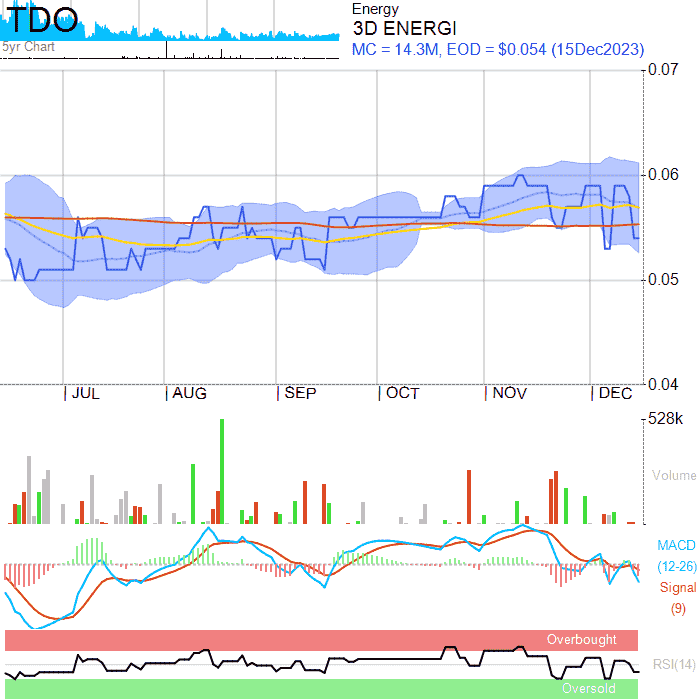 TDO
5yr Chart
Energy
3D ENERGI
MC = 14.3M, EOD = $0.054 (15Dec2023)
0.07
0.06
0.05
0.04
JUL AUG SEP OCT NOV DEC
528k
Volume
MACD
(12-26)
Signal
(9)
Overbought
RSI(14)
Oversold